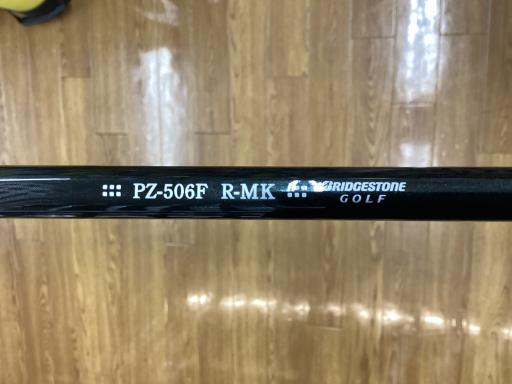 PZ-506F R-MK BRIDGESTONE
GOLF